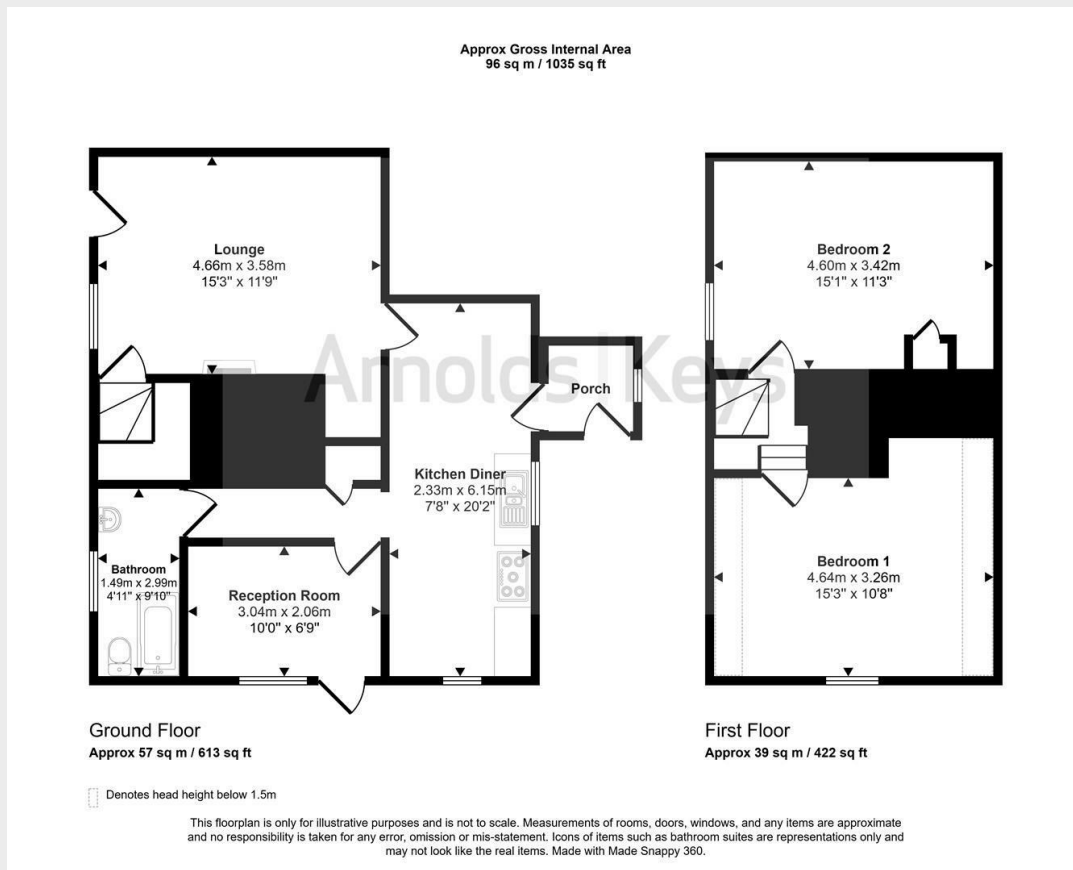 Approx Gross Internal Area
96 sq m / 1035 sq ft
Lounge
4.66m x 3.58m
15'3" x 11'9"
Bedroom 2
4.60m x 3.42m
15'1" x 11'3"
Arnolds | Keys
Porch
Kitchen Diner
2.33m x 6.15m
7'8" x 20'2"
Bathroom
1.49m x 2.99m
4'11" x 9'10"
Reception Room
3.04m x 2.06m
10'0" x 6'9"
Bedroom 1
4.64m x 3.26m
15'3" x 10'8"
Ground Floor
Approx 57 sq m / 613 sq ft
First Floor
Approx 39 sq m / 422 sq ft
Denotes head height below 1.5m
This floorplan is only for illustrative purposes and is not to scale. Measurements of rooms, doors, windows, and any items are approximate
and no responsibility is taken for any error, omission or mis-statement. Icons of items such as bathroom suites are representations only and
may not look like the real items. Made with Made Snappy 360.